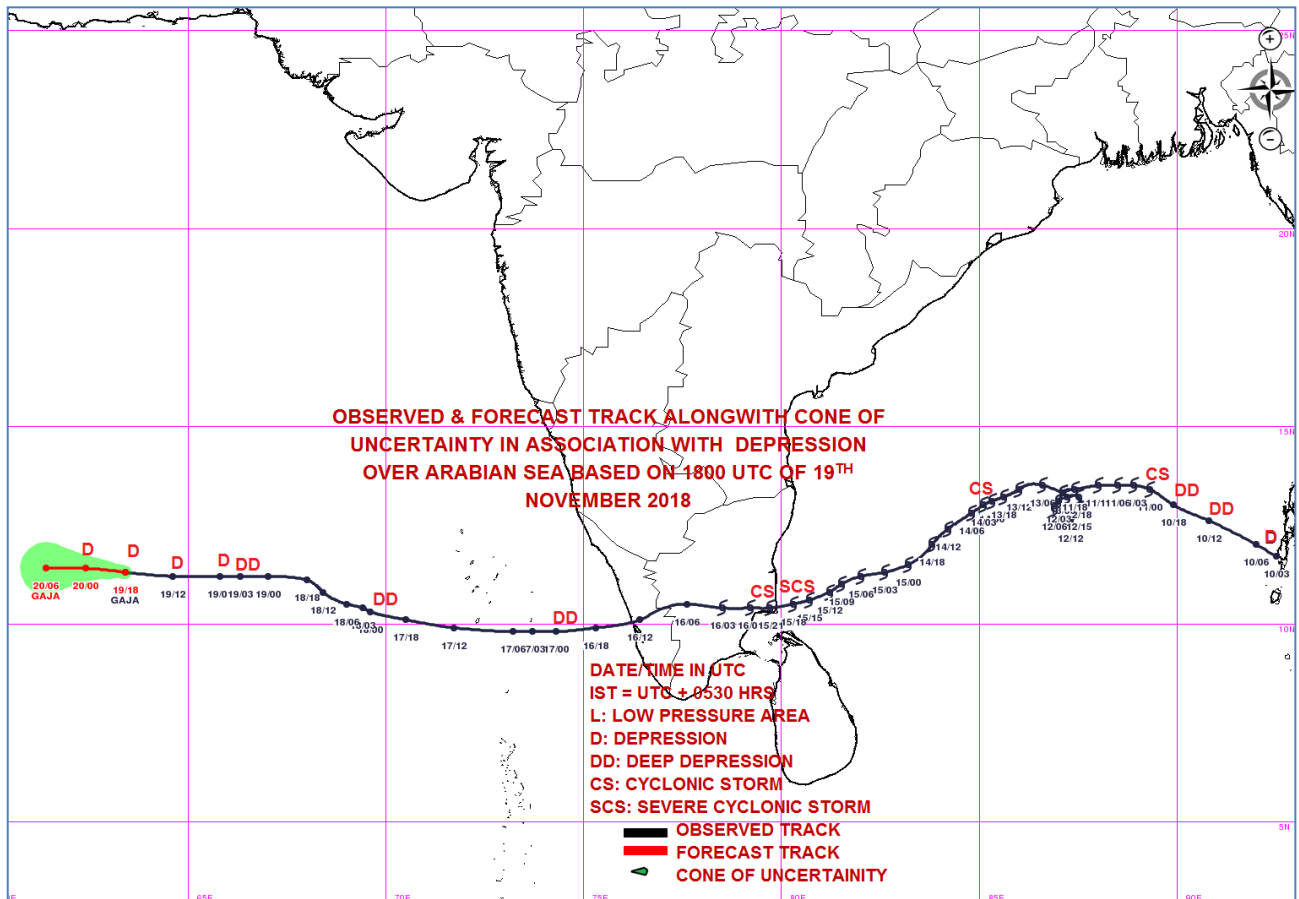 25N
20N
15N
10N
5N
65E
70E
75E
80E
85E
90E
OBSERVED & FORECAST TRACK ALONGWITH CONE OF
UNCERTAINTY IN ASSOCIATION WITH DEPRESSION
OVER ARABIAN SEA BASED ON 1800 UTC OF 19TH
NOVEMBER 2018
D
D
D
D
DD
DD
DD
CS
SCS
CS
CS
DD
DD
D
20/06
GAJA
20/00
19/18
GAJA
19/12
19/03
19/00
18/18
18/12
18/06
17/18
17/12
17/06
17/00
16/18
16/12
16/06
16/03
15/21
15/18
15/15
15/12
15/09
15/06
15/03
15/00
14/18
14/12
14/06
14/03
13/18
13/12
13/06
12/18
12/15
12/12
12/06
12/03
11/18
11/06
11/00
10/18
10/12
10/06
10/03
DATE/TIME IN UTC
IST = UTC + 0530 HRS
L: LOW PRESSURE AREA
D: DEPRESSION
DD: DEEP DEPRESSION
CS: CYCLONIC STORM
SCS: SEVERE CYCLONIC STORM
OBSERVED TRACK
FORECAST TRACK
CONE OF UNCERTAINITY